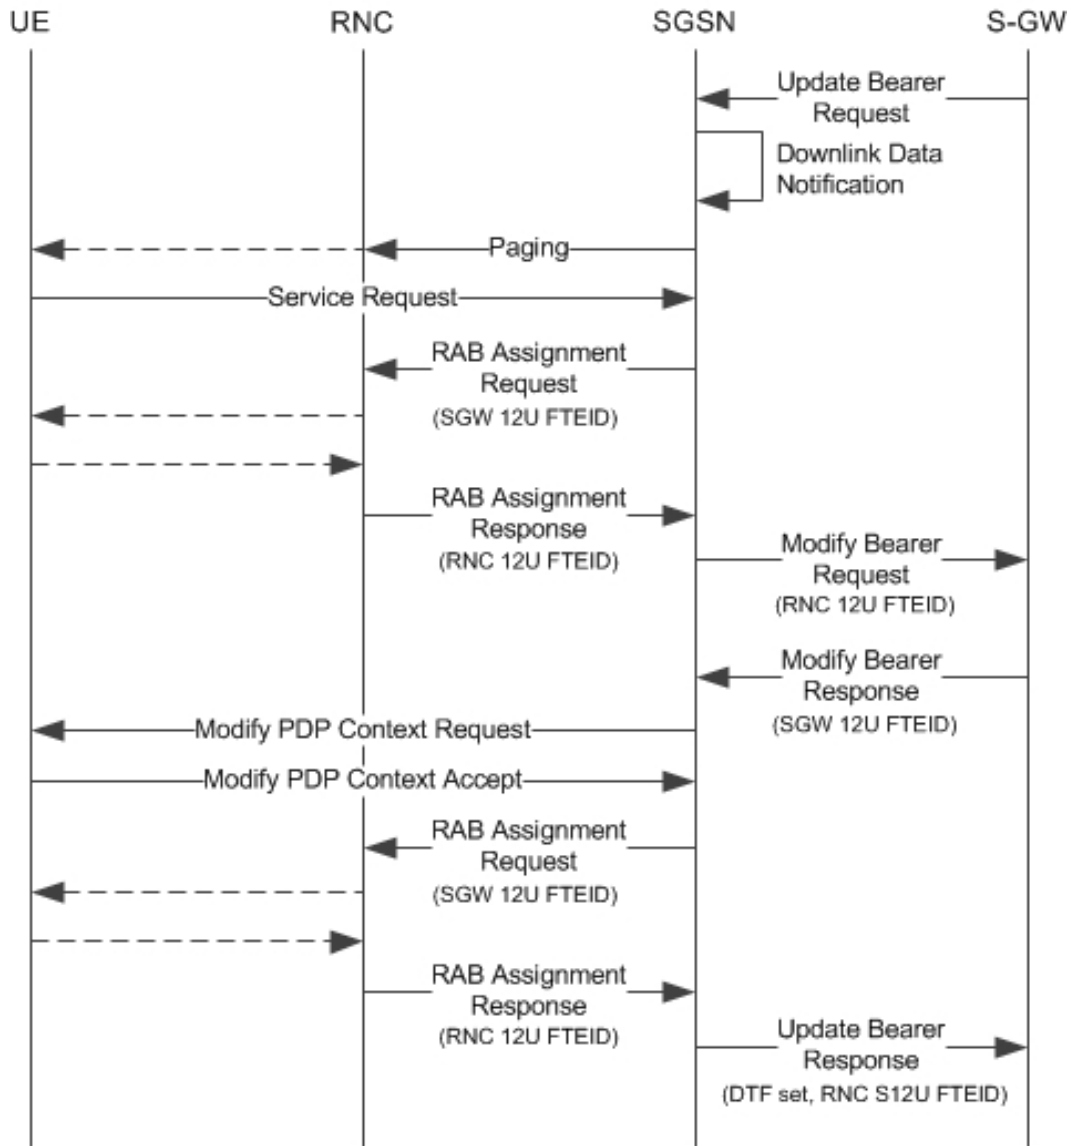 UE RNC SGSN S-GW
Update Bearer
Request
Downlink Data
Notification
Paging
Service Request
RAB Assignment
Request
(SGW 12U FTEID)
RAB Assignment
Response
(RNC 12U FTEID)
Modify Bearer
Request
(RNC 12U FTEID)
Modify Bearer
Response
(SGW 12U FTEID)
Modify PDP Context Request
Modify PDP Context Accept
RAB Assignment
Request
(SGW 12U FTEID)
RAB Assignment
Response
(RNC 12U FTEID)
Update Bearer
Response
(DTF set, RNC S12U FTEID)